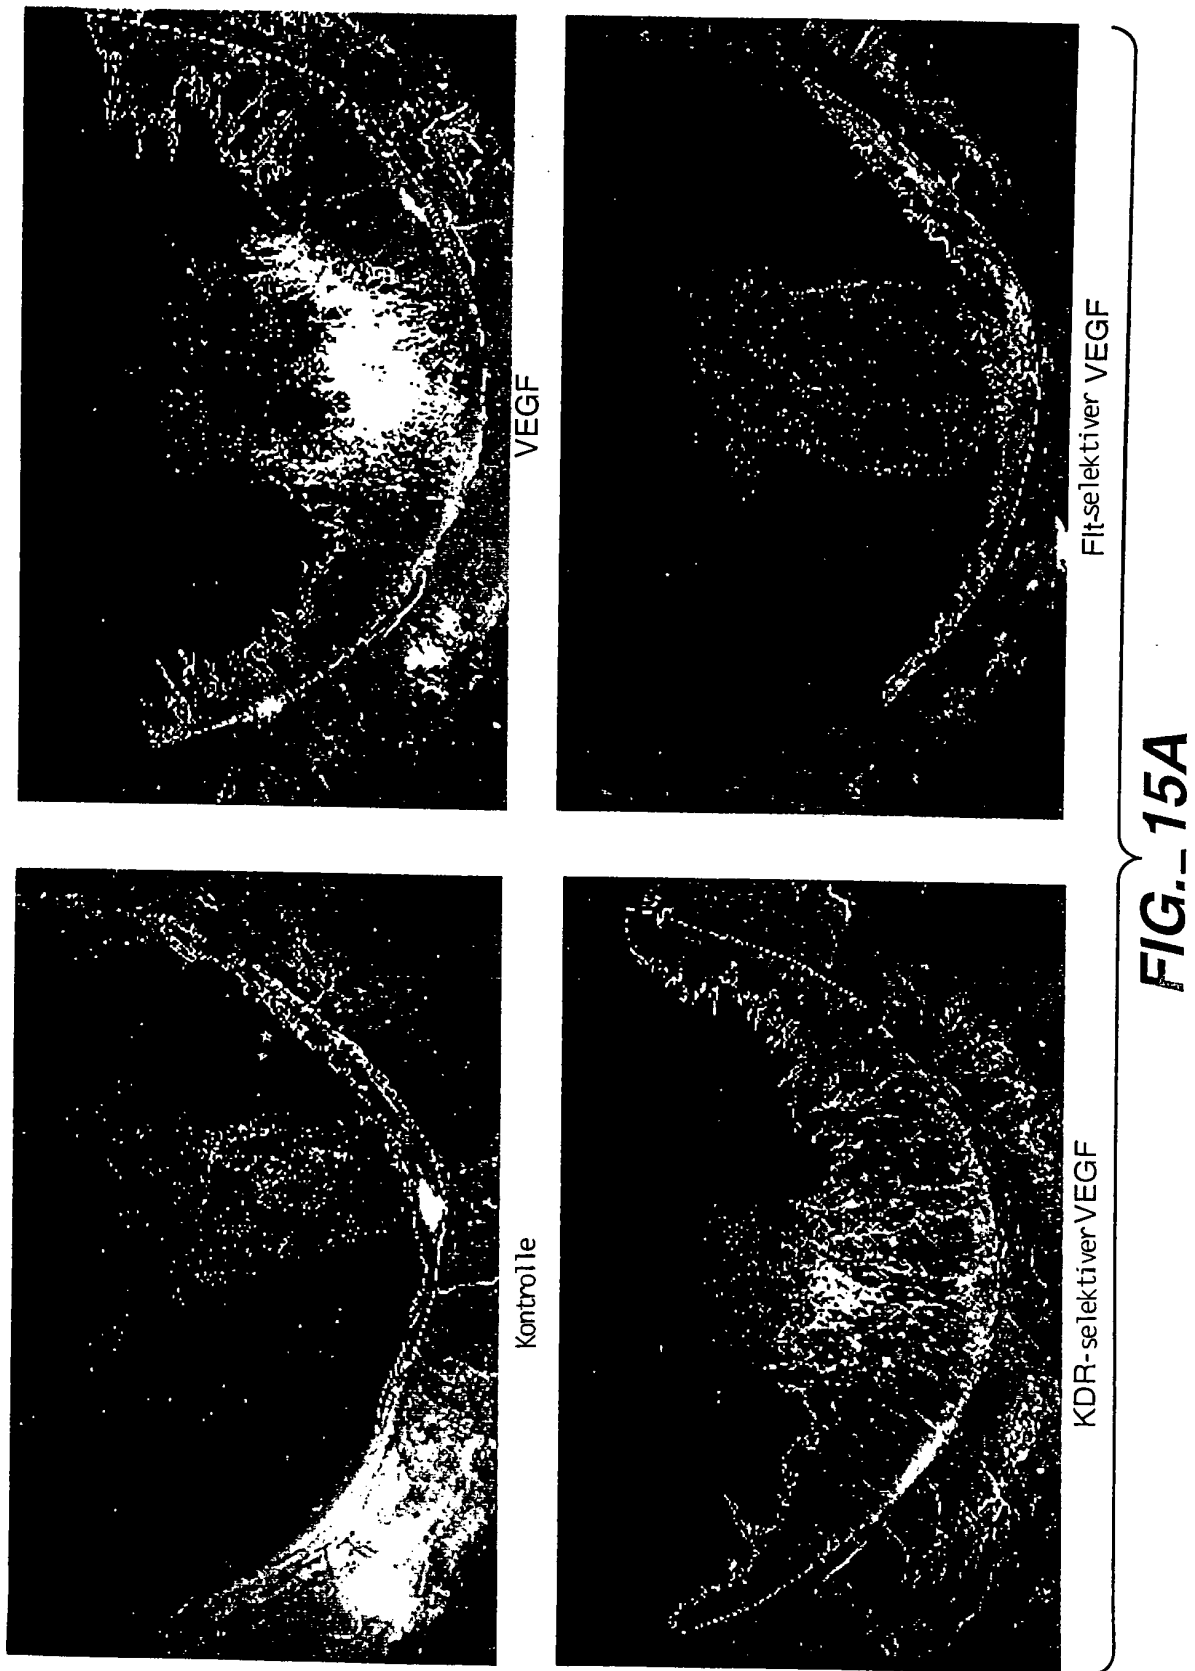 Kontrolle
VEGF
KDR-selektiver VEGF
Flt-selektiver VEGF
FIG._15A